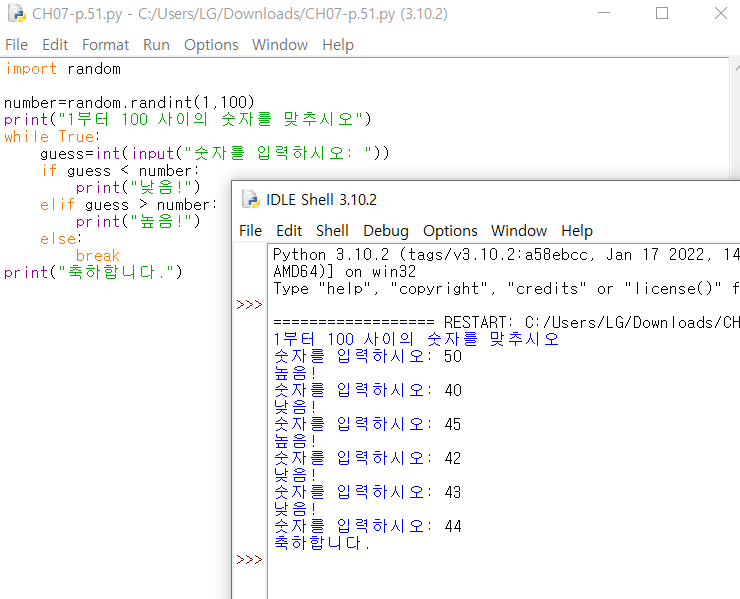 CH07-p.51.py - C:/Users/LG/Downloads/CH07-p.51.py (3.10.2)
File Edit Format Run Options Window Help
import random
number=random.randint(1,100)
print("1부터 100 사이의 숫자를 맞추시오")
while True:
guess=int(input("숫자를 입력하시오: "))
if guess < number:
print("낮음!")
elif guess > number:
print("높음!")
else:
break
print("축하합니다.")
IDLE Shell 3.10.2
File Edit Shell Debug Options Window Help
Python 3.10.2 (tags/v3.10.2:a58ebcc, Jan 17 2022, 14
AMD64)] on win32
Type "help", "copyright", "credits" or "license()" f
>>>
================== RESTART: C:/Users/LG/Downloads/CH
1부터 100 사이의 숫자를 맞추시오
숫자를 입력하시오: 50
높음!
숫자를 입력하시오: 40
낮음!
숫자를 입력하시오: 45
높음!
숫자를 입력하시오: 42
낮음!
숫자를 입력하시오: 43
낮음!
숫자를 입력하시오: 44
축하합니다.
>>>